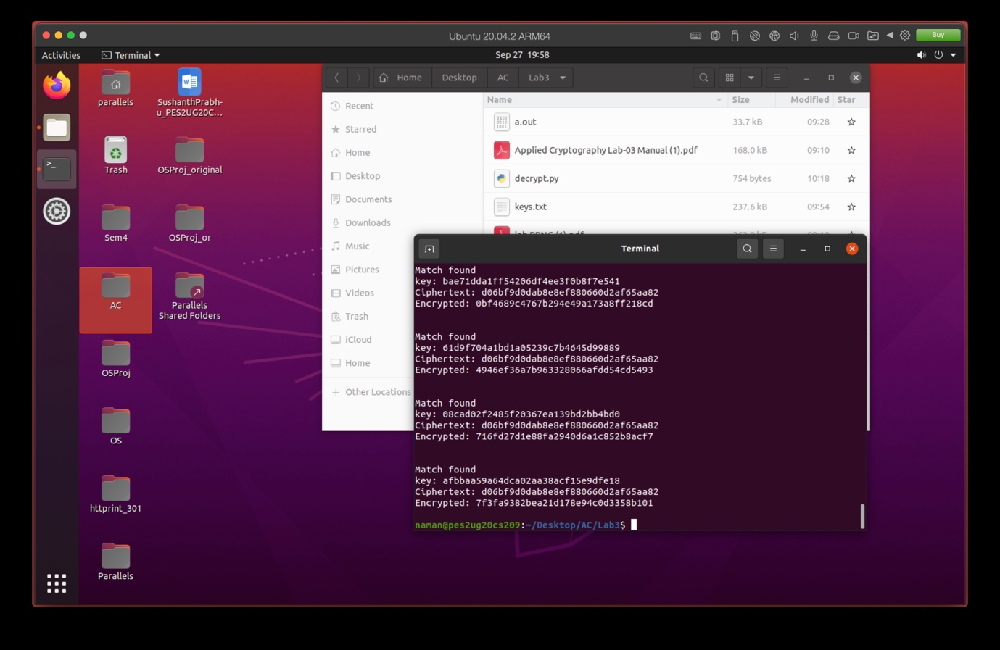 Ubuntu 20.04.2 ARM64
Buy
Activities
Terminal
Sep 27 19:58
parallels
SushanthPrabh-
u_PES2UG20C...
Trash
OSProj_original
Sem4
OSProj_or
AC
Parallels
Shared Folders
OSProj
OS
httprint_301
Parallels
Home
Desktop
AC
Lab3
Recent
Starred
Home
Desktop
Documents
Downloads
Music
Pictures
Videos
Trash
iCloud
Home
+ Other Locations
Name Size Modified Star
a.out 33.7 kB 09:28
Applied Cryptography Lab-03 Manual (1).pdf 168.0 kB 09:10
decrypt.py 754 bytes 10:18
keys.txt 237.6 kB 09:54
Terminal
Match found
key: bae71dda1ff54206df4ee3f0b8f7e541
Ciphertext: d06bf9d0dab8e8ef880660d2af65aa82
Encrypted: 0bf4689c4767b294e49a173a8ff218cd
Match found
key: 61d9f704a1bd1a05239c7b4645d99889
Ciphertext: d06bf9d0dab8e8ef880660d2af65aa82
Encrypted: 4946ef36a7b963328066afdd54cd5493
Match found
key: 08cad02f2485f20367ea139bd2bb4bd0
Ciphertext: d06bf9d0dab8e8ef880660d2af65aa82
Encrypted: 716fd27d1e88fa2940d6a1c852b8acf7
Match found
key: afbbaa59a64dca02aa38acf15e9dfe18
Ciphertext: d06bf9d0dab8e8ef880660d2af65aa82
Encrypted: 7f3fa9382bea21d178e94c0d3358b101
naman@pes2ug20cs209:~/Desktop/AC/Lab3$